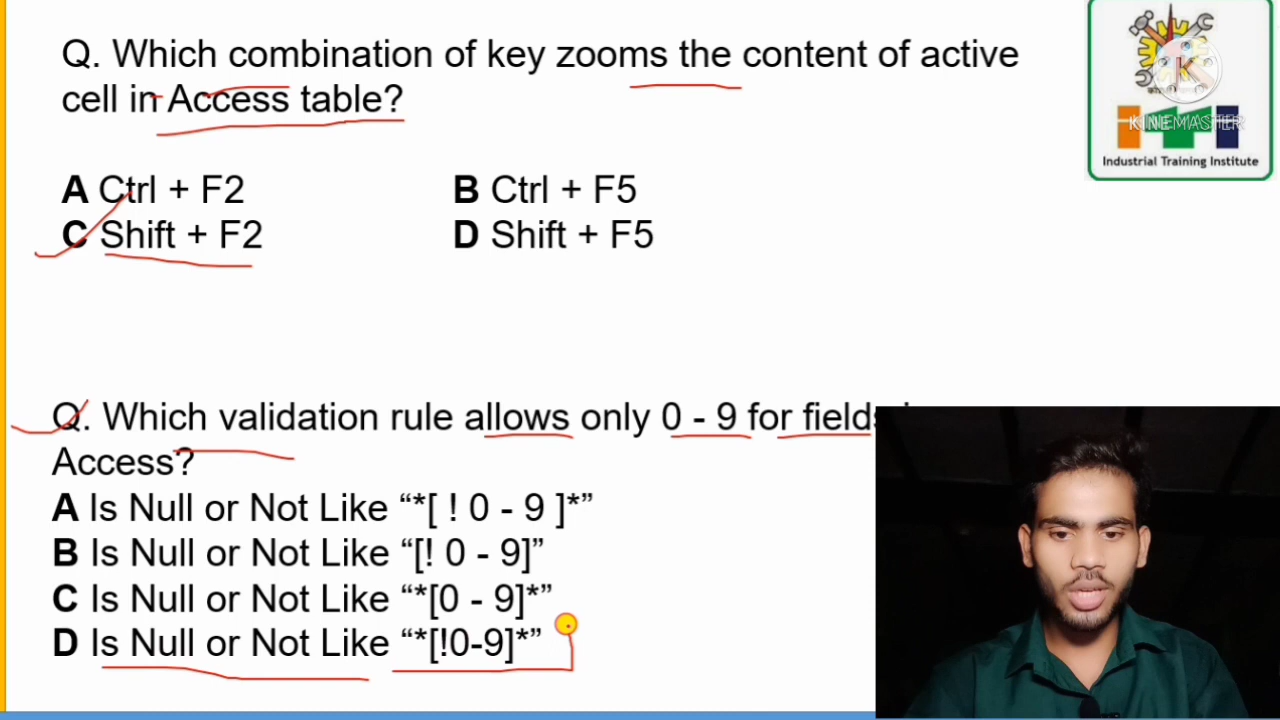 Q. Which combination of key zooms the content of active
cell in Access table?
A Ctrl + F2
B Ctrl + F5
C Shift + F2
D Shift + F5
KINEMASTER
Industrial Training Institute
Q. Which validation rule allows only 0 - 9 for fields
Access?
A Is Null or Not Like “*[ ! 0 - 9 ]*”
B Is Null or Not Like “[! 0 - 9]”
C Is Null or Not Like “*[0 - 9]*”
D Is Null or Not Like “*[!0-9]*”